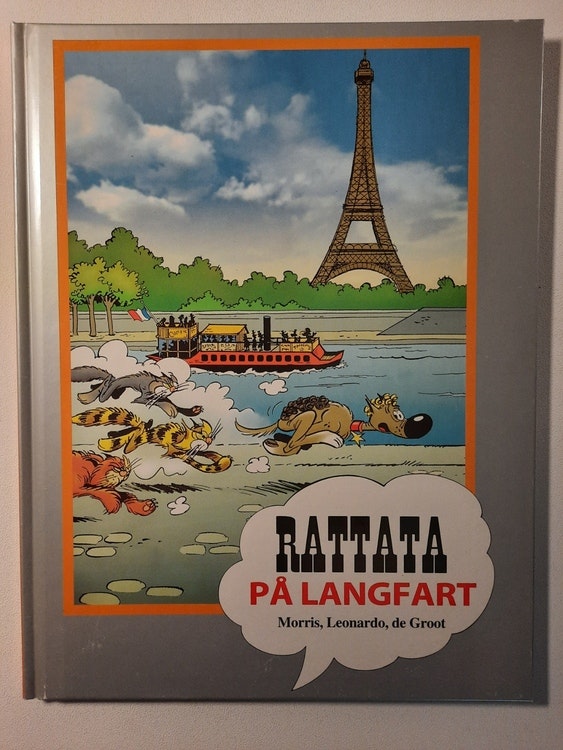 RATTATA
PÅ LANGFART
Morris, Leonardo, de Groot